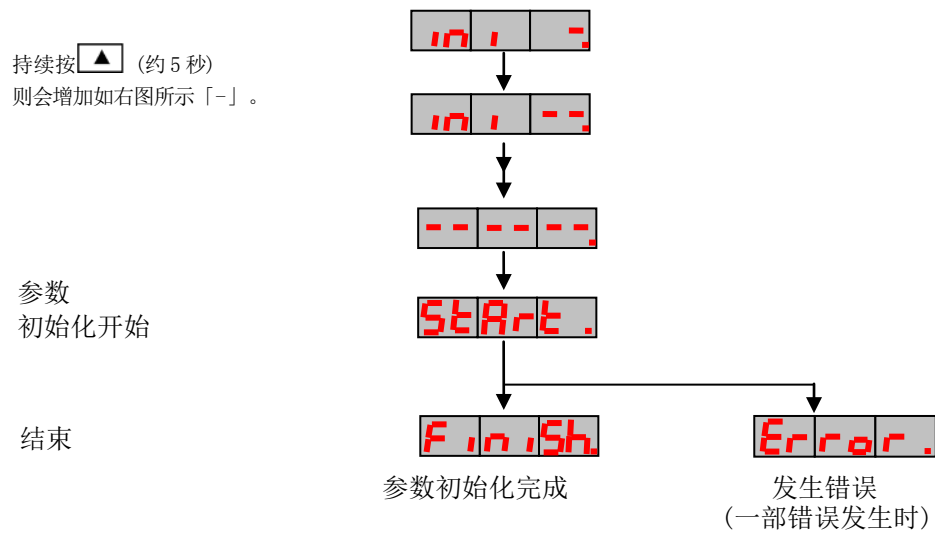 ini -.
持续按▲ (约5秒)
则会增加如右图所示「-」。
ini --.
------.
参数
初始化开始
StArt .
结束
FiniSh.
Error .
参数初始化完成
发生错误
(一部错误发生时)